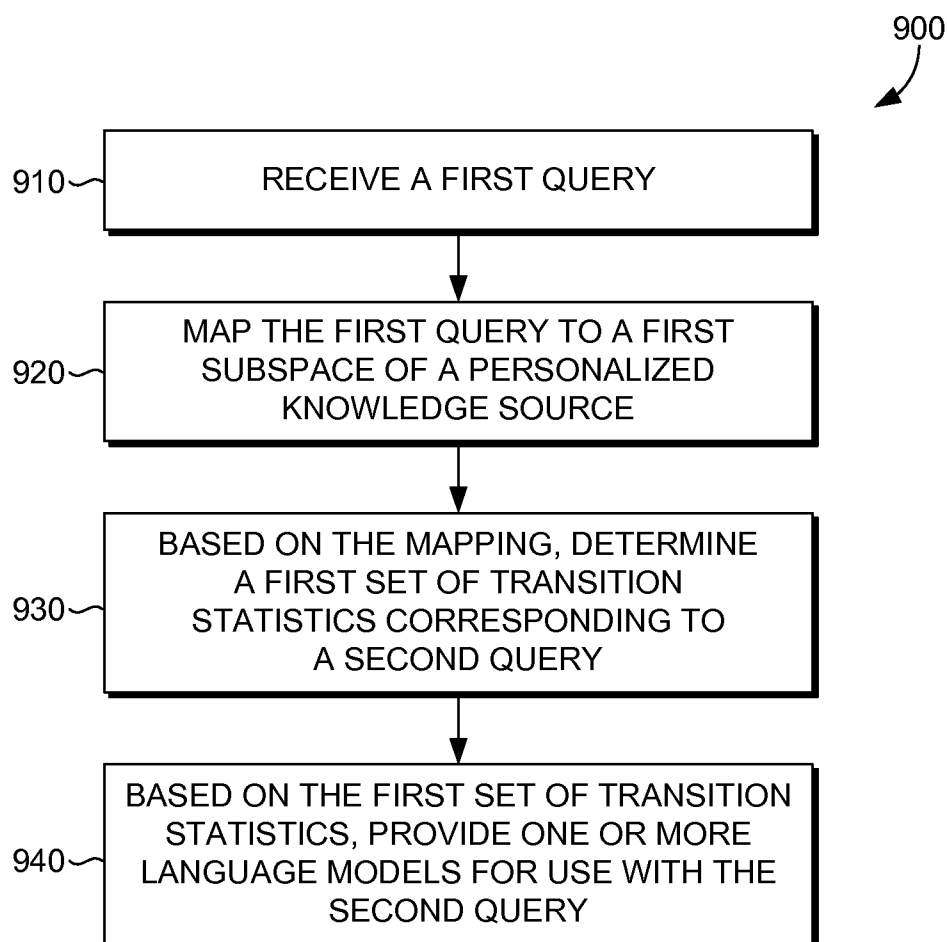 900
910
RECEIVE A FIRST QUERY
920
MAP THE FIRST QUERY TO A FIRST
SUBSPACE OF A PERSONALIZED
KNOWLEDGE SOURCE
930
BASED ON THE MAPPING, DETERMINE
A FIRST SET OF TRANSITION
STATISTICS CORRESPONDING TO
A SECOND QUERY
940
BASED ON THE FIRST SET OF TRANSITION
STATISTICS, PROVIDE ONE OR MORE
LANGUAGE MODELS FOR USE WITH THE
SECOND QUERY